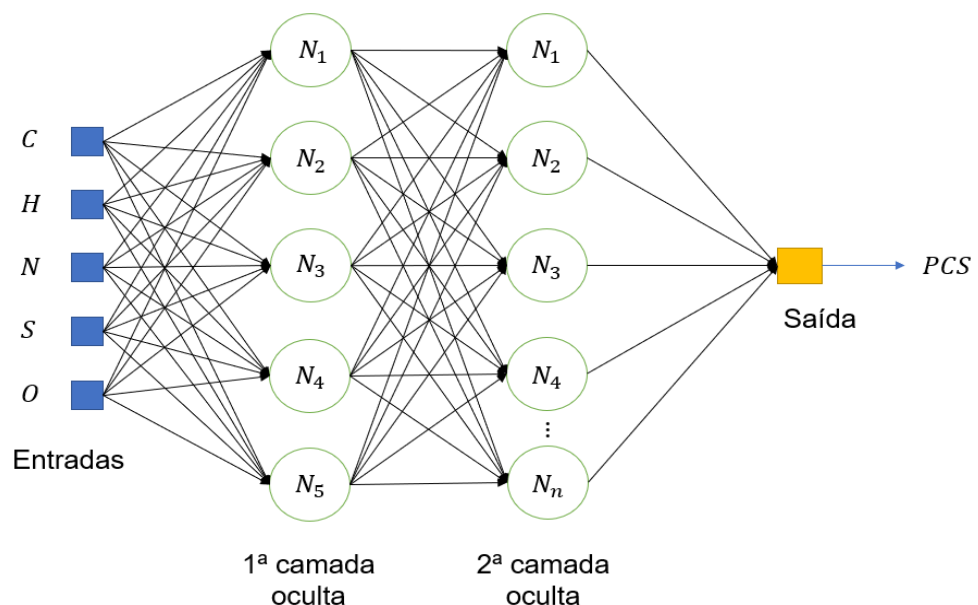 C
H
N
S
O
Entradas
N₁
N₂
N₃
N₄
N₅
1ª camada
oculta
N₁
N₂
N₃
N₄
...
Nₙ
2ª camada
oculta
Saída
PCS